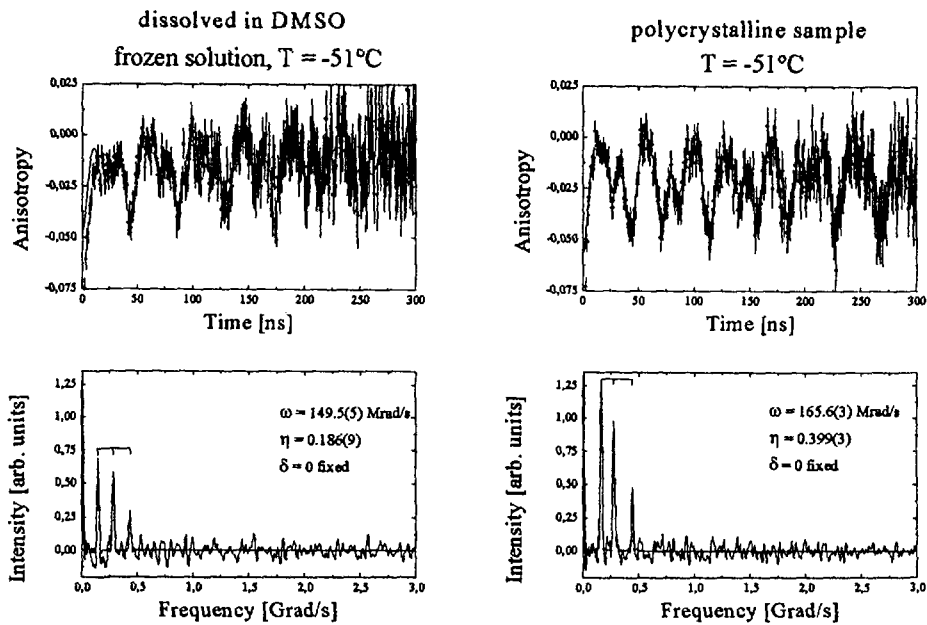 dissolved in DMSO
frozen solution, T = -51°C
0,025
0,000
-0,025
-0,050
-0,075
Anisotropy
0 50 100 150 200 250 300
Time [ns]
polycrystalline sample
T = -51°C
0,025
0,000
-0,025
-0,050
-0,075
Anisotropy
0 50 100 150 200 250 300
Time [ns]
1,25
1,00
0,75
0,50
0,25
0,00
Intensity [arb. units]
ω = 149.5(5) Mrad/s
η = 0.186(9)
δ = 0 fixed
0,0 0,5 1,0 1,5 2,0 2,5 3,0
Frequency [Grad/s]
1,25
1,00
0,75
0,50
0,25
0,00
Intensity [arb. units]
ω = 165.6(3) Mrad/s
η = 0.399(3)
δ = 0 fixed
0,0 0,5 1,0 1,5 2,0 2,5 3,0
Frequency [Grad/s]